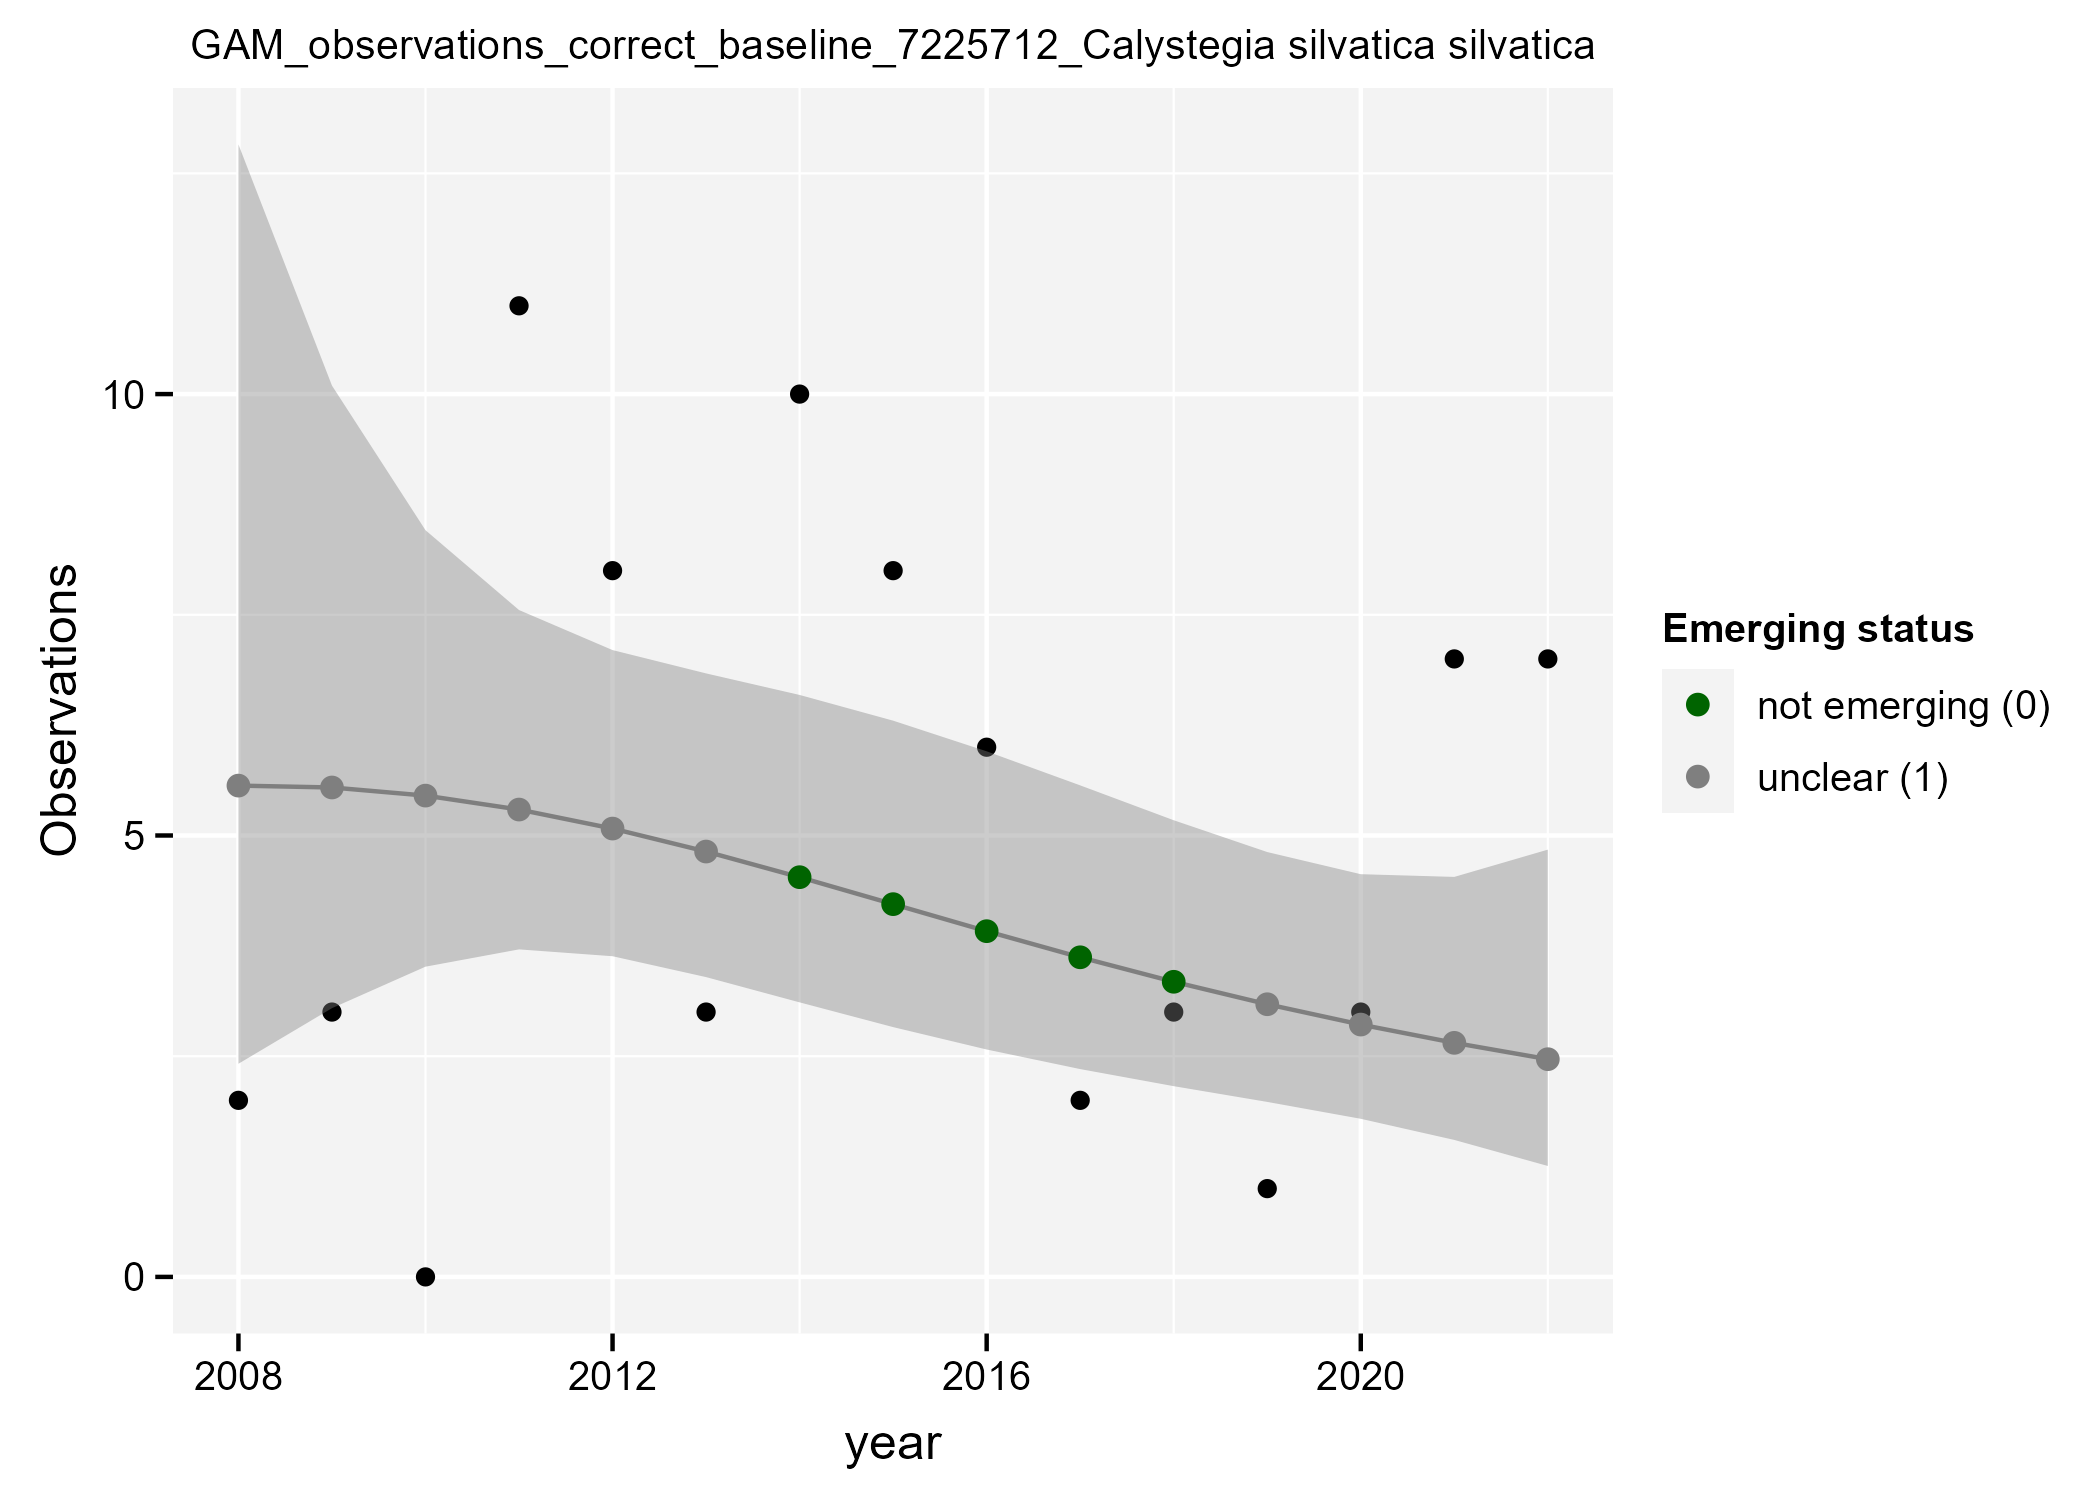 GAM_observations_correct_baseline_7225712_Calystegia silvatica silvatica
Observations
10
5
0
2008
2012
2016
2020
year
Emerging status
not emerging (0)
unclear (1)